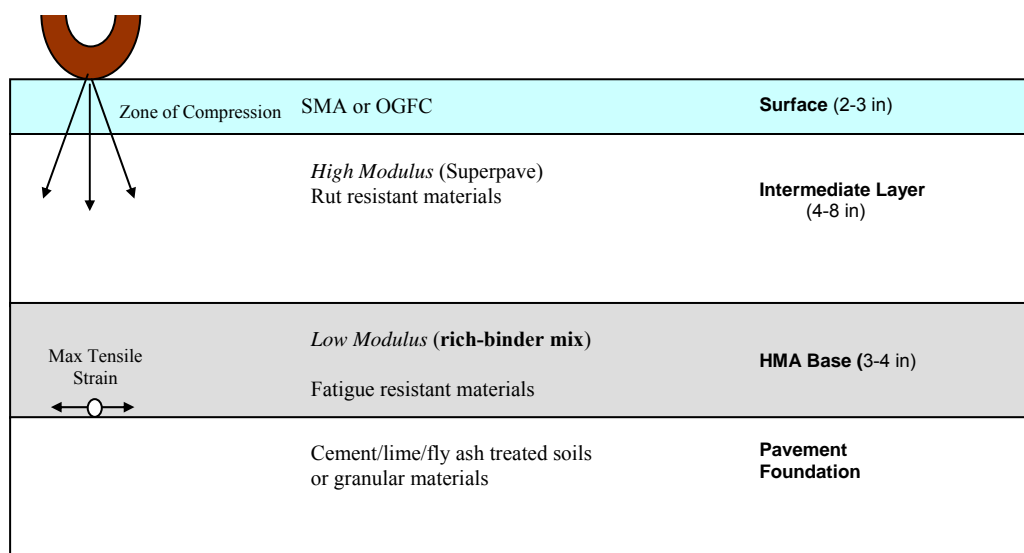 Zone of Compression SMA or OGFC Surface (2-3 in)
High Modulus (Superpave)
Rut resistant materials
Intermediate Layer
(4-8 in)
Max Tensile
Strain
Low Modulus (rich-binder mix)
Fatigue resistant materials
HMA Base (3-4 in)
Cement/lime/fly ash treated soils
or granular materials
Pavement
Foundation